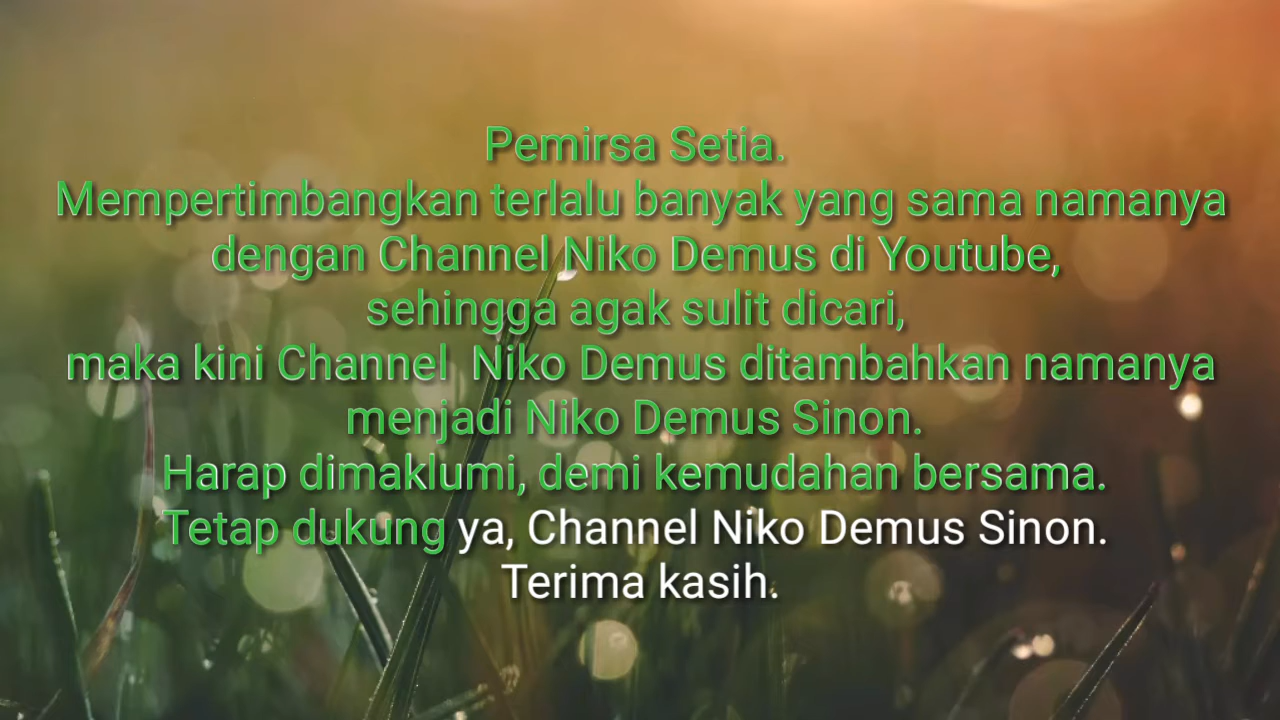 Pemirsa Setia.
Mempertimbangkan terlalu banyak yang sama namanya
dengan Channel Niko Demus di Youtube,
sehingga agak sulit dicari,
maka kini Channel  Niko Demus ditambahkan namanya
menjadi Niko Demus Sinon.
Harap dimaklumi, demi kemudahan bersama.
Tetap dukung ya, Channel Niko Demus Sinon.
Terima kasih.